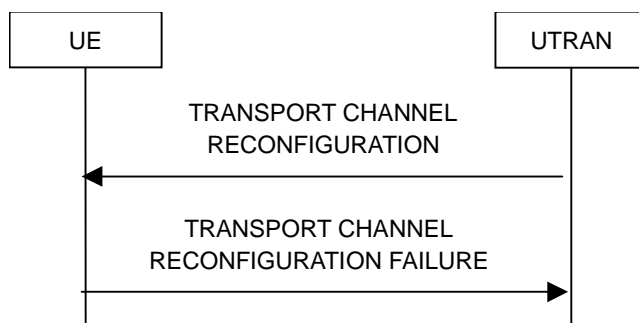 UE
UTRAN
TRANSPORT CHANNEL
RECONFIGURATION
TRANSPORT CHANNEL
RECONFIGURATION FAILURE